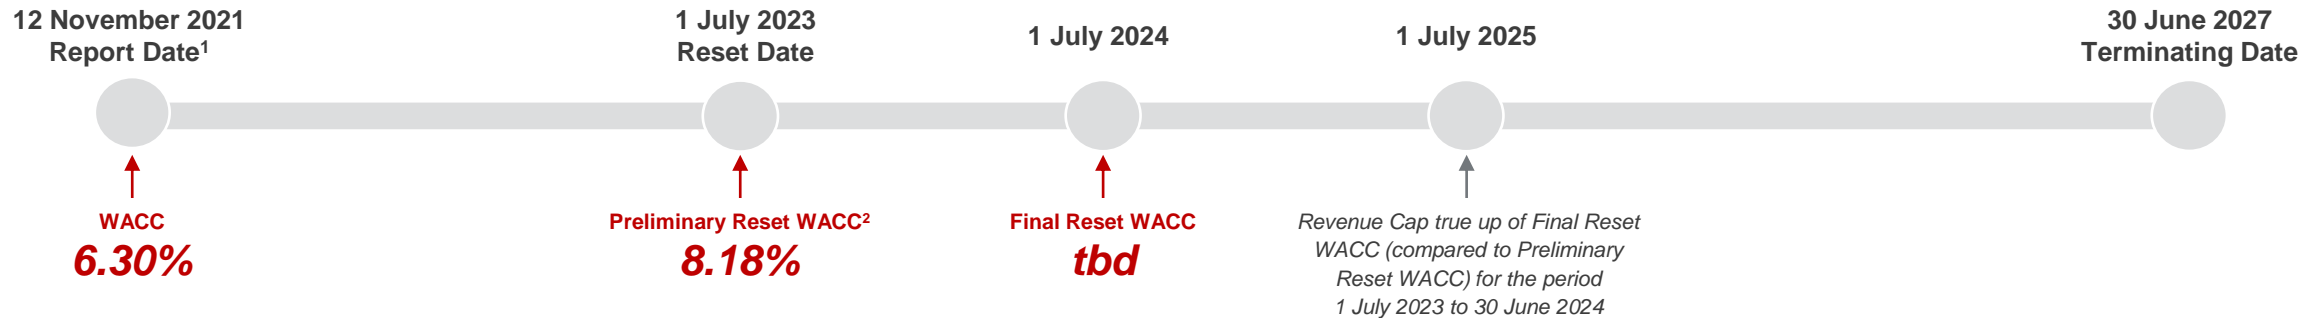 12 November 2021
Report Date1
1 July 2023
Reset Date
1 July 2024
1 July 2025
30 June 2027
Terminating Date
WACC
6.30%
Preliminary Reset WACC2
8.18%
Final Reset WACC
tbd
Revenue Cap true up of Final Reset
WACC (compared to Preliminary
Reset WACC) for the period
1 July 2023 to 30 June 2024